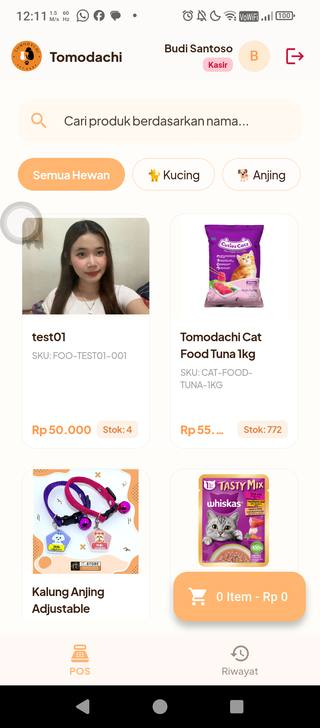 12:11
1.5 M/s
60 Hz
VoWiFi
100
Tomodachi
Budi Santoso
Kasir
B
Cari produk berdasarkan nama...
Semua Hewan
Kucing
Anjing
test01
SKU: FOO-TEST01-001
Rp 50.000
Stok: 4
Cuties Catz
Tomodachi Cat
Food Tuna 1kg
SKU: CAT-FOOD-
TUNA-1KG
Rp 55....
Stok: 772
Kalung Anjing
Adjustable
TASTY MIX
whiskas
0 Item - Rp 0
POS
Riwayat